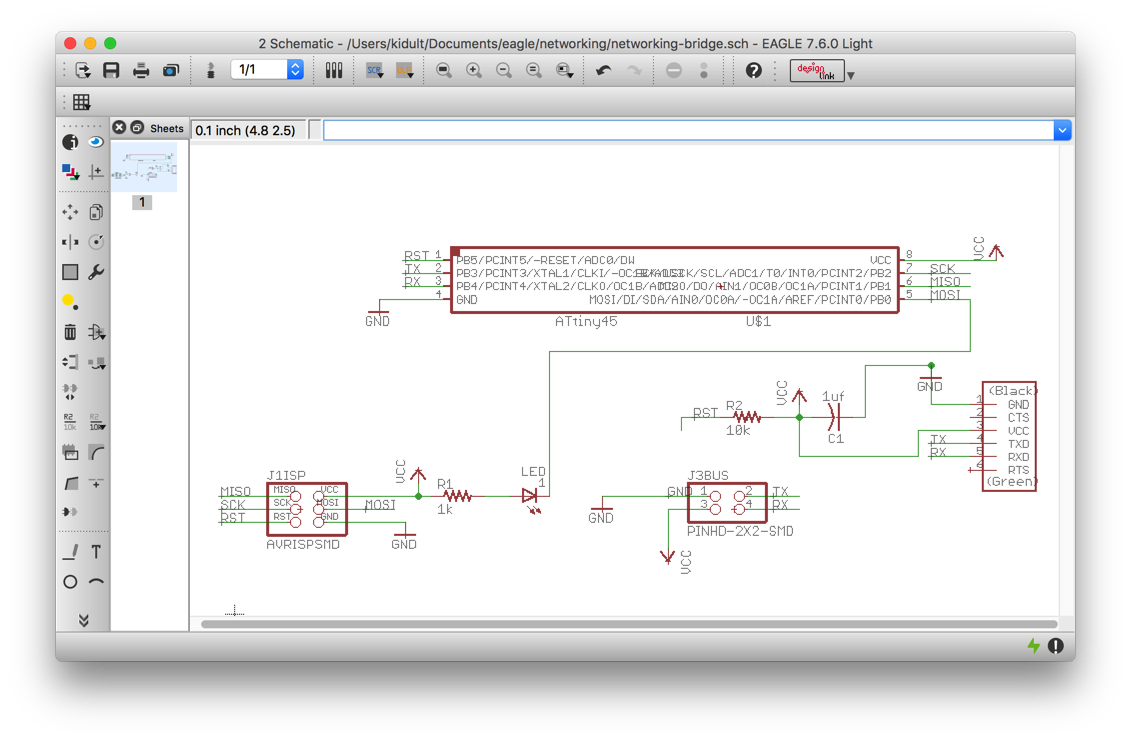 2 Schematic - /Users/kidult/Documents/eagle/networking/networking-bridge.sch - EAGLE 7.6.0 Light
1/1
SCR
design link
Sheets
0.1 inch (4.8 2.5)
1
R2
10k
R2
10k
RST 1
TX 2
RX 3
4
GND
PB5/PCINT5/-RESET/ADC0/DW
PB3/PCINT3/XTAL1/CLKI/-OC1B/ADC3
PB4/PCINT4/XTAL2/CLKO/OC1B/ADC2
GND
VCC
SCK/SCL/ADC1/T0/INT0/PCINT2/PB2
MISO/DO/AIN1/OC0B/OC1A/PCINT1/PB1
MOSI/DI/SDA/AIN0/OC0A/-OC1A/AREF/PCINT0/PB0
8
7 SCK
6 MISO
5 MOSI
VCC
ATtiny45
U$1
RST
R2
10k
VCC
1uf
C1
GND
(Black)
1 GND
2 CTS
3 VCC
TX 4 TXD
RX 5 RXD
6 RTS
(Green)
J1ISP
MISO MISO VCC
SCK SCK MOSI MOSI
RST RST GND
AVRISPSMD
GND
VCC
R1
1k
LED
1
J3BUS
GND 1 2 TX
3 4 RX
PINHD-2X2-SMD
GND
VCC